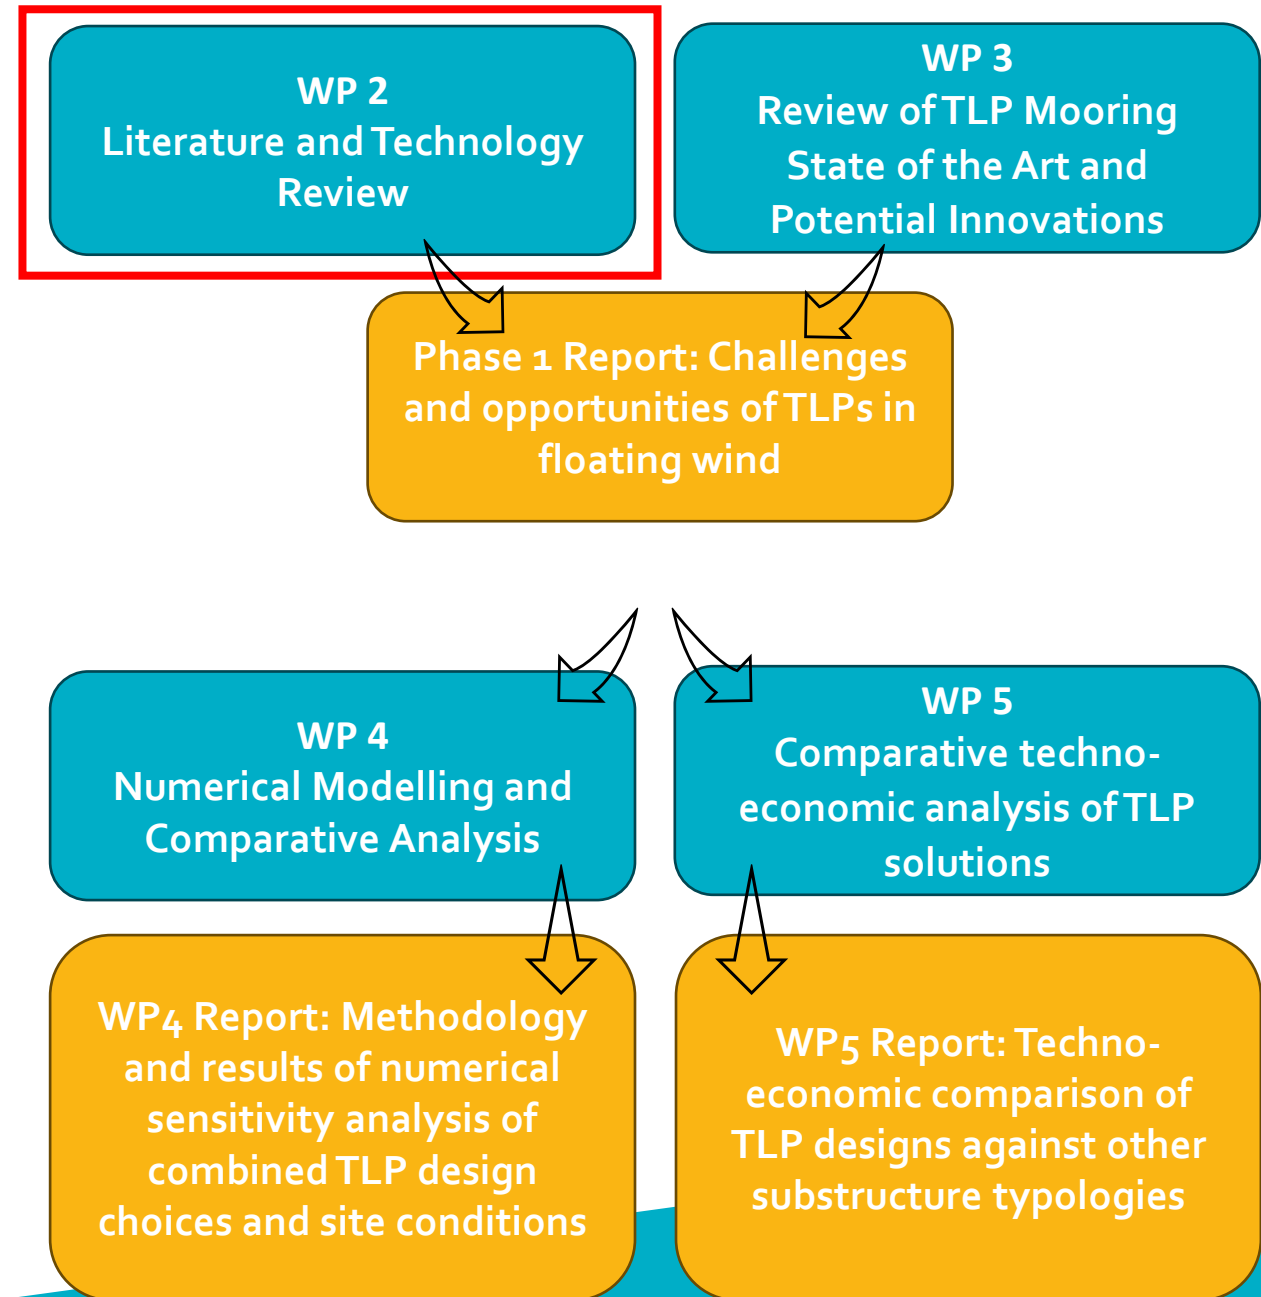 WP 2
Literature and Technology
Review
WP 3
Review of TLP Mooring
State of the Art and
Potential Innovations
Phase 1 Report: Challenges
and opportunities of TLPs in
floating wind
WP 4
Numerical Modelling and
Comparative Analysis
WP 5
Comparative techno-
economic analysis of TLP
solutions
WP4 Report: Methodology
and results of numerical
sensitivity analysis of
combined TLP design
choices and site conditions
WP5 Report: Techno-
economic comparison of
TLP designs against other
substructure typologies